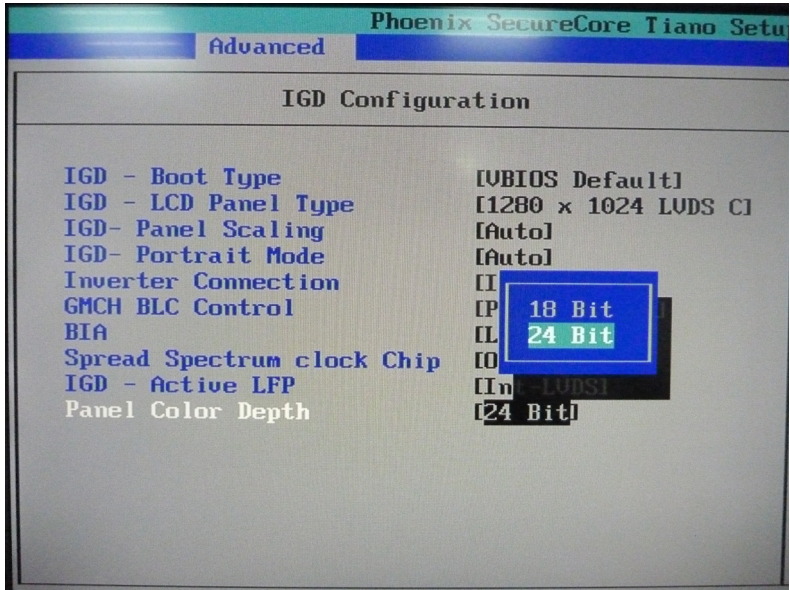 Phoenix SecureCore Tiano Setu
Advanced
IGD Configuration
IGD - Boot Type [VBIOS Default]
IGD - LCD Panel Type [1280 x 1024 LVDS C]
IGD- Panel Scaling [Auto]
IGD- Portrait Mode [Auto]
Inverter Connection [I
GMCH BLC Control [P
18 Bit
BIA [L
24 Bit
Spread Spectrum clock Chip [O
IGD - Active LFP [Int-LVDS]
Panel Color Depth [24 Bit]